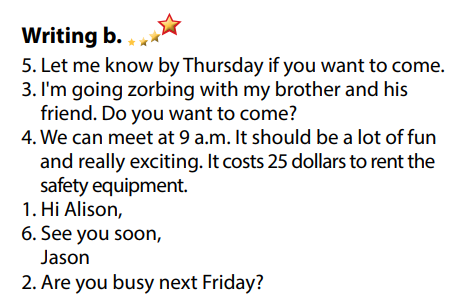 Writing b.
5. Let me know by Thursday if you want to come.
3. I'm going zorbing with my brother and his
friend. Do you want to come?
4. We can meet at 9 a.m. It should be a lot of fun
and really exciting. It costs 25 dollars to rent the
safety equipment.
1. Hi Alison,
6. See you soon,
Jason
2. Are you busy next Friday?